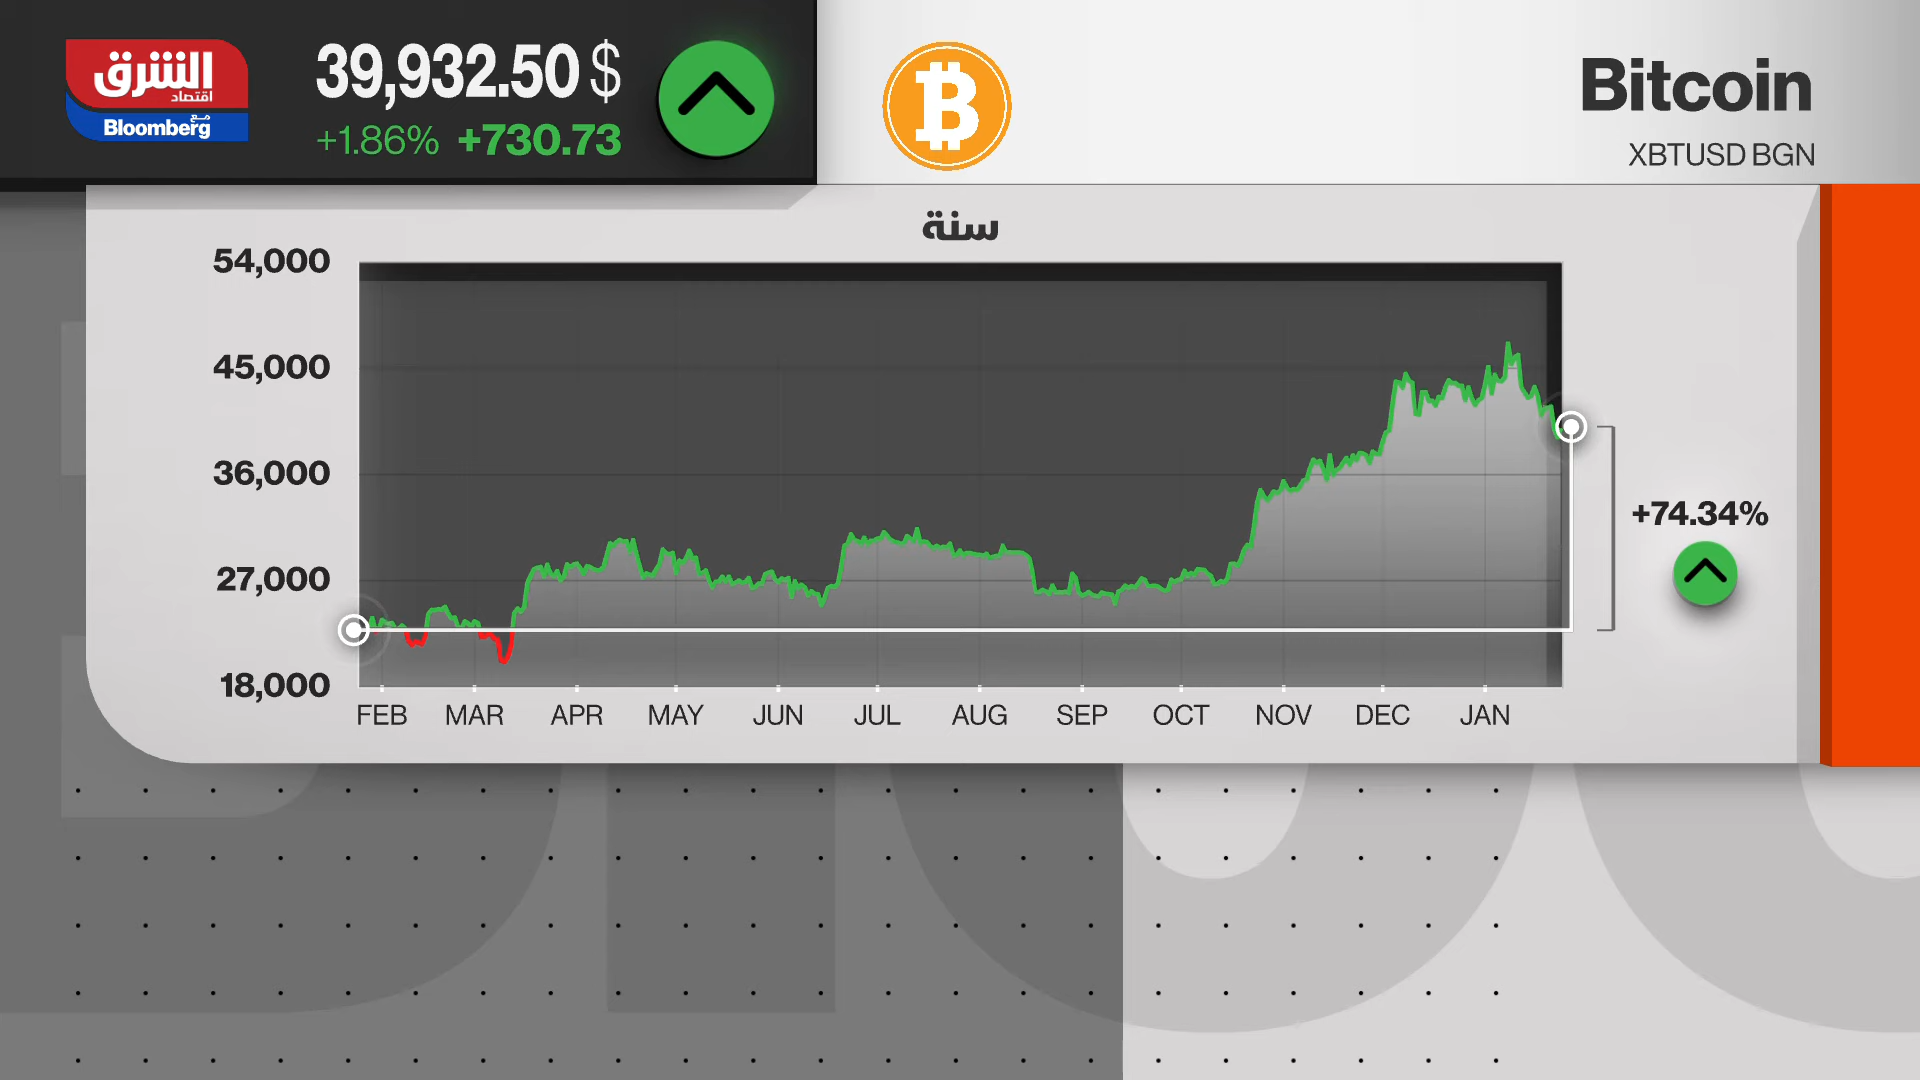 الشرق
اقتصاد
مع
Bloomberg
39,932.50 $
+1.86% +730.73
Bitcoin
XBTUSD BGN
سنة
54,000
45,000
36,000
27,000
18,000
FEB MAR APR MAY JUN JUL AUG SEP OCT NOV DEC JAN
+74.34%